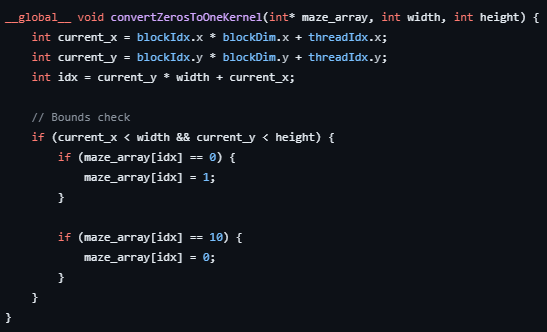 __global__ void convertZerosToOneKernel(int* maze_array, int width, int height) {
    int current_x = blockIdx.x * blockDim.x + threadIdx.x;
    int current_y = blockIdx.y * blockDim.y + threadIdx.y;
    int idx = current_y * width + current_x;

    // Bounds check
    if (current_x < width && current_y < height) {
        if (maze_array[idx] == 0) {
            maze_array[idx] = 1;
        }

        if (maze_array[idx] == 10) {
            maze_array[idx] = 0;
        }
    }
}